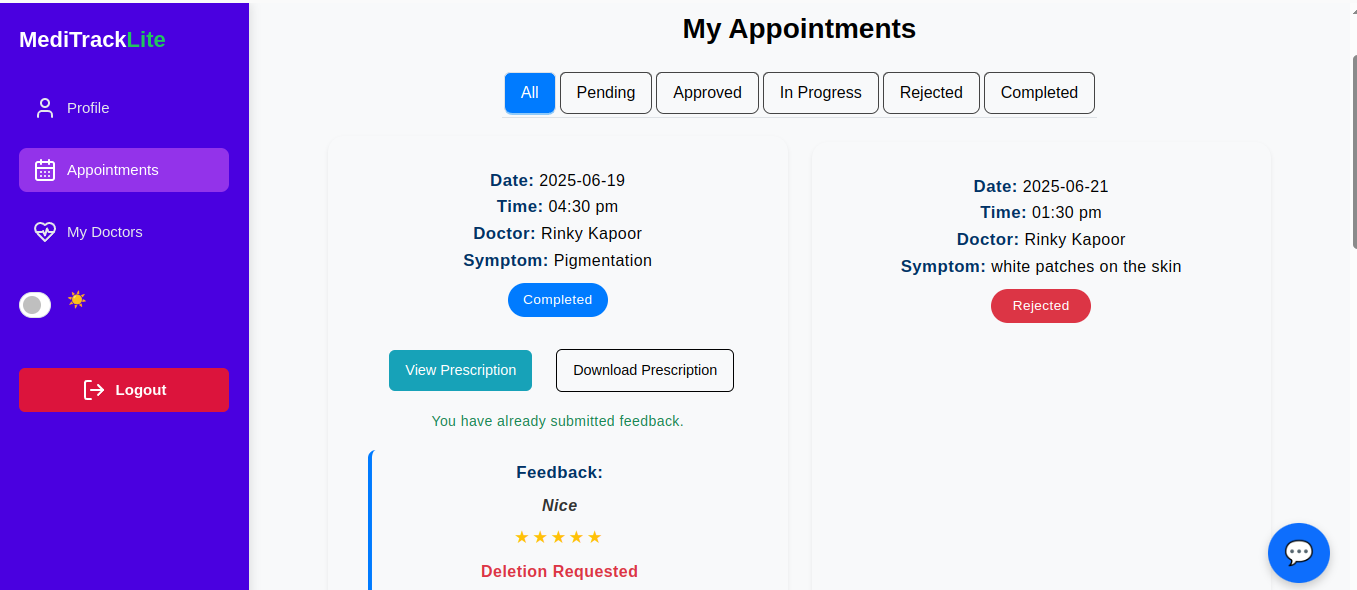 MediTrackLite
Profile
Appointments
My Doctors
Logout
My Appointments
All
Pending
Approved
In Progress
Rejected
Completed
Date: 2025-06-19
Time: 04:30 pm
Doctor: Rinky Kapoor
Symptom: Pigmentation
Completed
View Prescription
Download Prescription
You have already submitted feedback.
Feedback:
Nice
Deletion Requested
Date: 2025-06-21
Time: 01:30 pm
Doctor: Rinky Kapoor
Symptom: white patches on the skin
Rejected